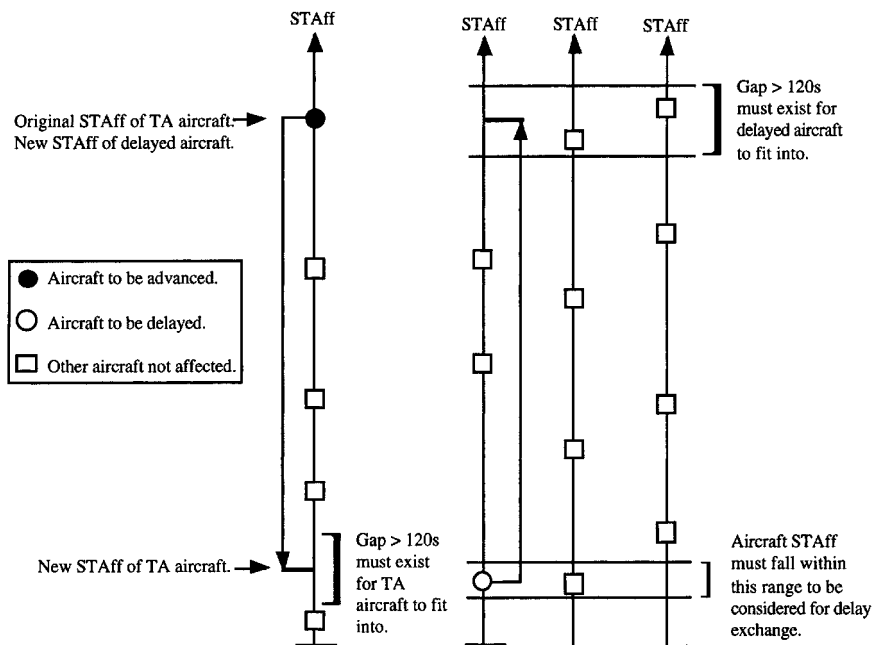 STAff
STAff
STAff
STAff
Original STAff of TA aircraft.
New STAff of delayed aircraft.
Gap > 120s
must exist for
delayed aircraft
to fit into.
Aircraft to be advanced.
Aircraft to be delayed.
Other aircraft not affected.
New STAff of TA aircraft.
Gap > 120s
must exist
for TA
aircraft to fit
into.
Aircraft STAff
must fall within
this range to be
considered for delay
exchange.